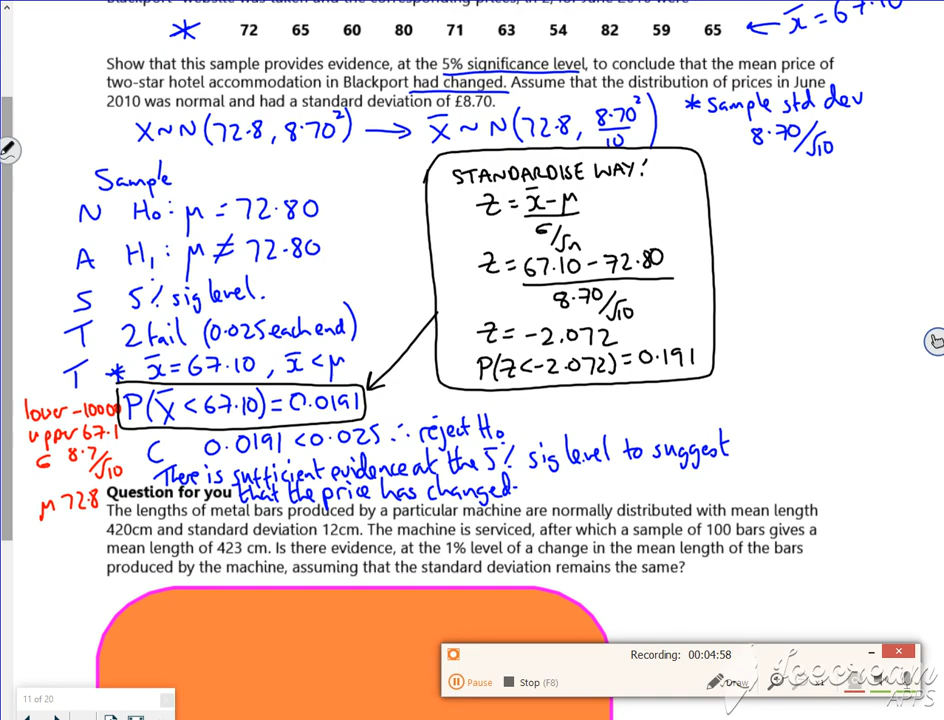 * 72 65 60 80 71 63 54 82 59 65 ← x̄ = 67.10
Show that this sample provides evidence, at the 5% significance level, to conclude that the mean price of
two-star hotel accommodation in Blackport had changed. Assume that the distribution of prices in June
2010 was normal and had a standard deviation of £8.70.
* Sample std dev
8.70/√10
X~N(72.8, 8.70²) → X̄ ~ N(72.8, 8.70²/10)
Sample
N H₀: μ = 72.80
A H₁: μ ≠ 72.80
S 5% sig level.
T 2 tail (0.025 each end)
T * x̄ = 67.10, x̄ < μ
P(X̄ < 67.10) = 0.0191
STANDARDISE WAY!
Z = x̄ - μ
σ/√n
Z = 67.10 - 72.80
8.70/√10
Z = -2.072
P(Z < -2.072) = 0.191
lower -10000
upper 67.1
σ 8.7/√10
μ 72.8
C 0.0191 < 0.025 ∴ reject H₀
There is sufficient evidence at the 5% sig level to suggest
that the price has changed.
Question for you
The lengths of metal bars produced by a particular machine are normally distributed with mean length
420cm and standard deviation 12cm. The machine is serviced, after which a sample of 100 bars gives a
mean length of 423 cm. Is there evidence, at the 1% level of a change in the mean length of the bars
produced by the machine, assuming that the standard deviation remains the same?
Recording: 00:04:58
Pause Stop (F8) Draw
Icecream
APPS
11 of 20